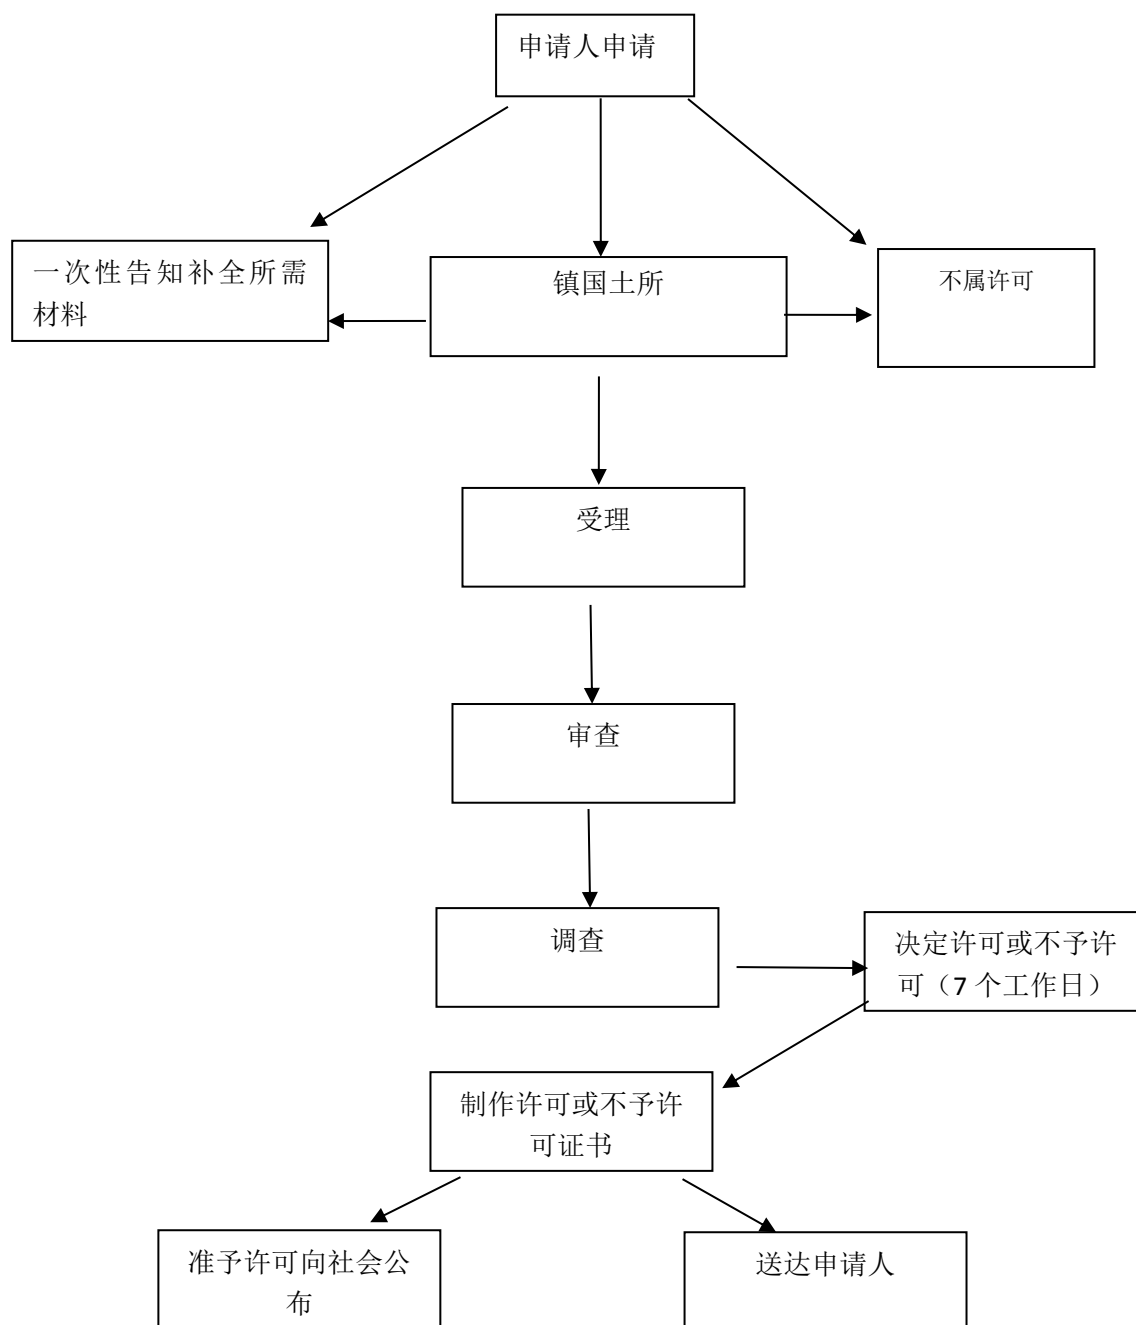 申请人申请
一次性告知补全所需
材料
镇国土所
不属许可
受理
审查
调查
决定许可或不予许
可（7 个工作日）
制作许可或不予许
可证书
准予许可向社会公
布
送达申请人